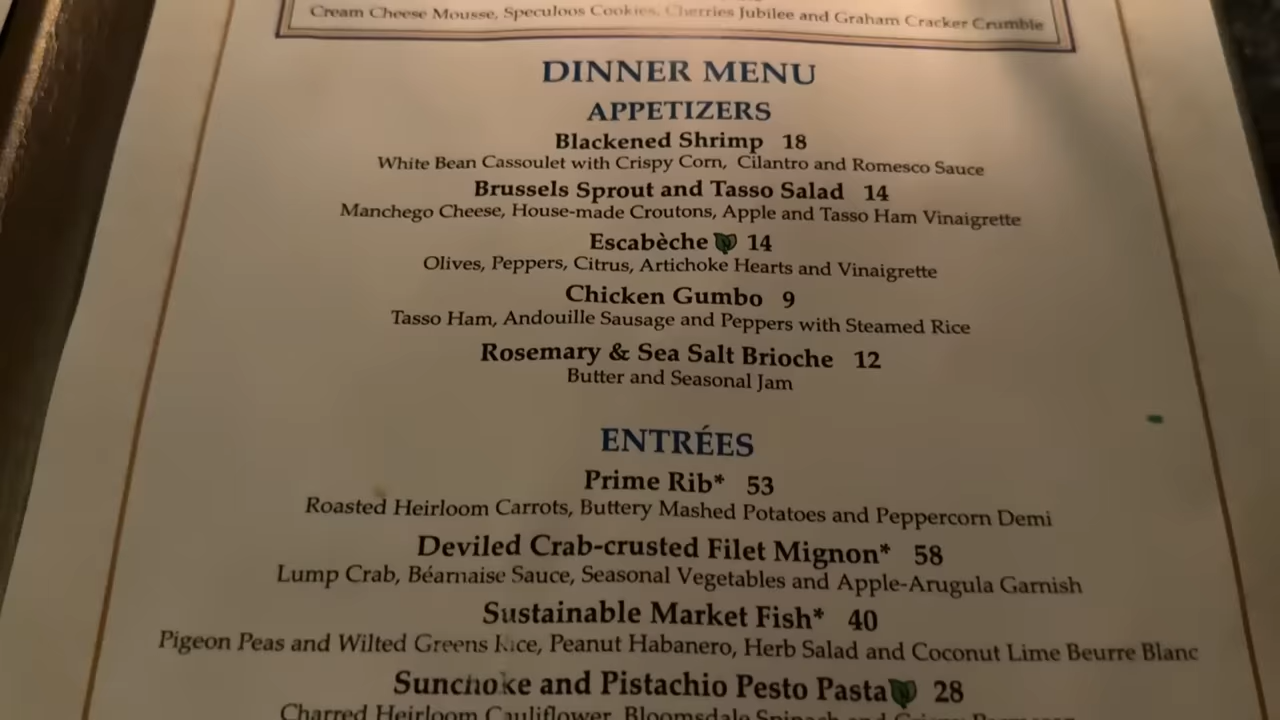 Cream Cheese Mousse, Speculoos Cookies, Cherries Jubilee and Graham Cracker Crumble
DINNER MENU
APPETIZERS
Blackened Shrimp 18
White Bean Cassoulet with Crispy Corn, Cilantro and Romesco Sauce
Brussels Sprout and Tasso Salad 14
Manchego Cheese, House-made Croutons, Apple and Tasso Ham Vinaigrette
Escabèche 14
Olives, Peppers, Citrus, Artichoke Hearts and Vinaigrette
Chicken Gumbo 9
Tasso Ham, Andouille Sausage and Peppers with Steamed Rice
Rosemary & Sea Salt Brioche 12
Butter and Seasonal Jam
ENTRÉES
Prime Rib* 53
Roasted Heirloom Carrots, Buttery Mashed Potatoes and Peppercorn Demi
Deviled Crab-crusted Filet Mignon* 58
Lump Crab, Béarnaise Sauce, Seasonal Vegetables and Apple-Arugula Garnish
Sustainable Market Fish* 40
Pigeon Peas and Wilted Greens Rice, Peanut Habanero, Herb Salad and Coconut Lime Beurre Blanc
Sunchoke and Pistachio Pesto Pasta 28
Charred Heirloom Cauliflower, Bloomsdale Spinach and